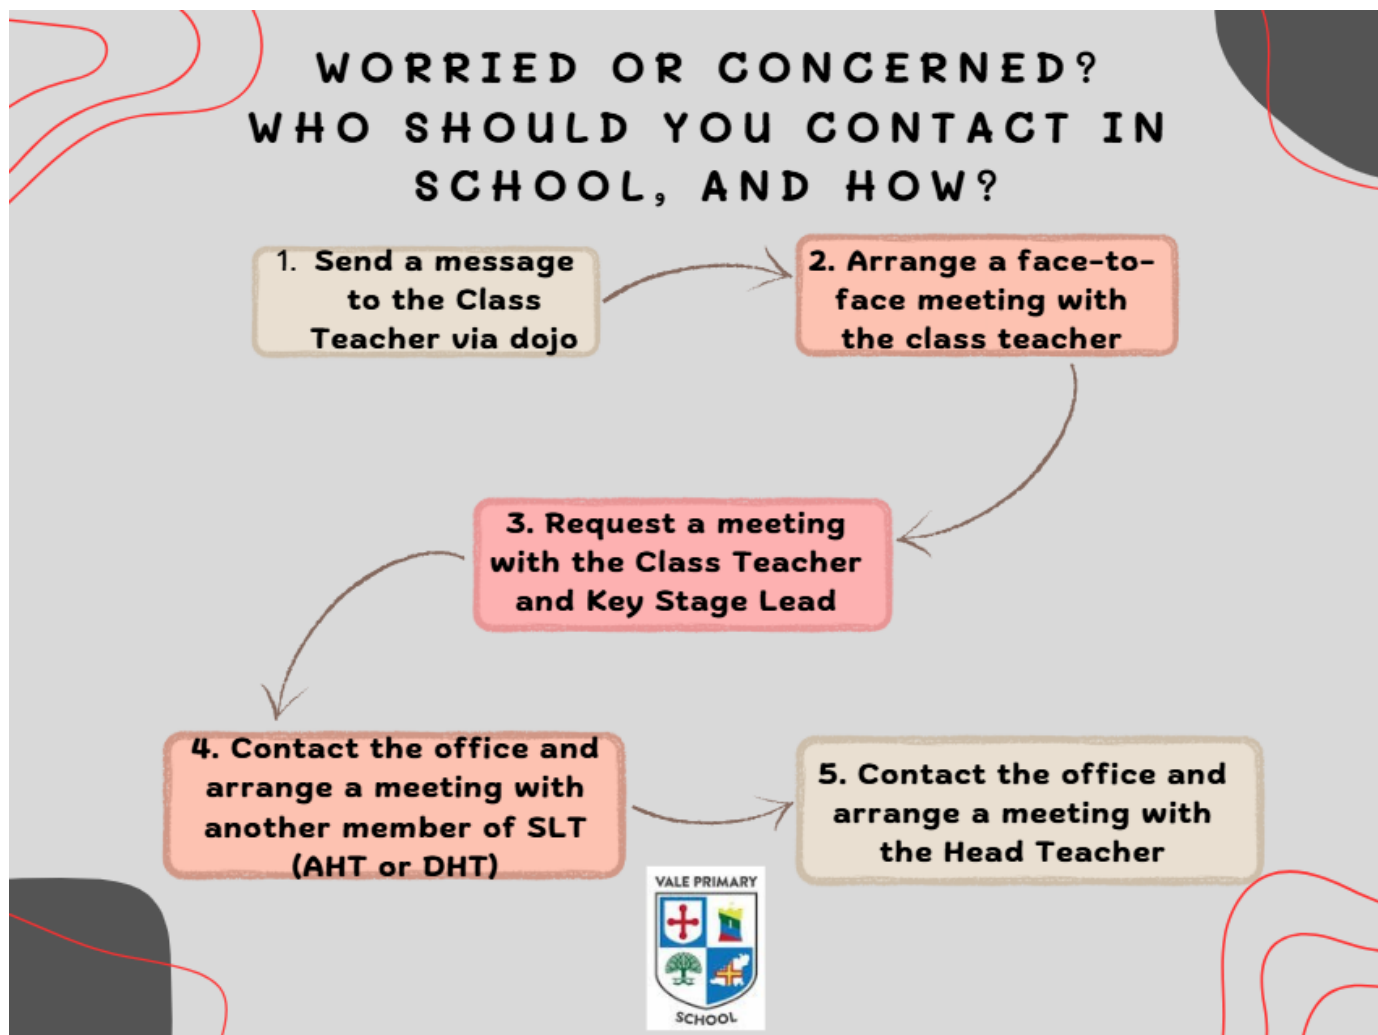 WORRIED OR CONCERNED?
WHO SHOULD YOU CONTACT IN
SCHOOL, AND HOW?
1. Send a message
to the Class
Teacher via dojo
2. Arrange a face-to-
face meeting with
the class teacher
3. Request a meeting
with the Class Teacher
and Key Stage Lead
4. Contact the office and
arrange a meeting with
another member of SLT
(AHT or DHT)
5. Contact the office and
arrange a meeting with
the Head Teacher
VALE PRIMARY
SCHOOL